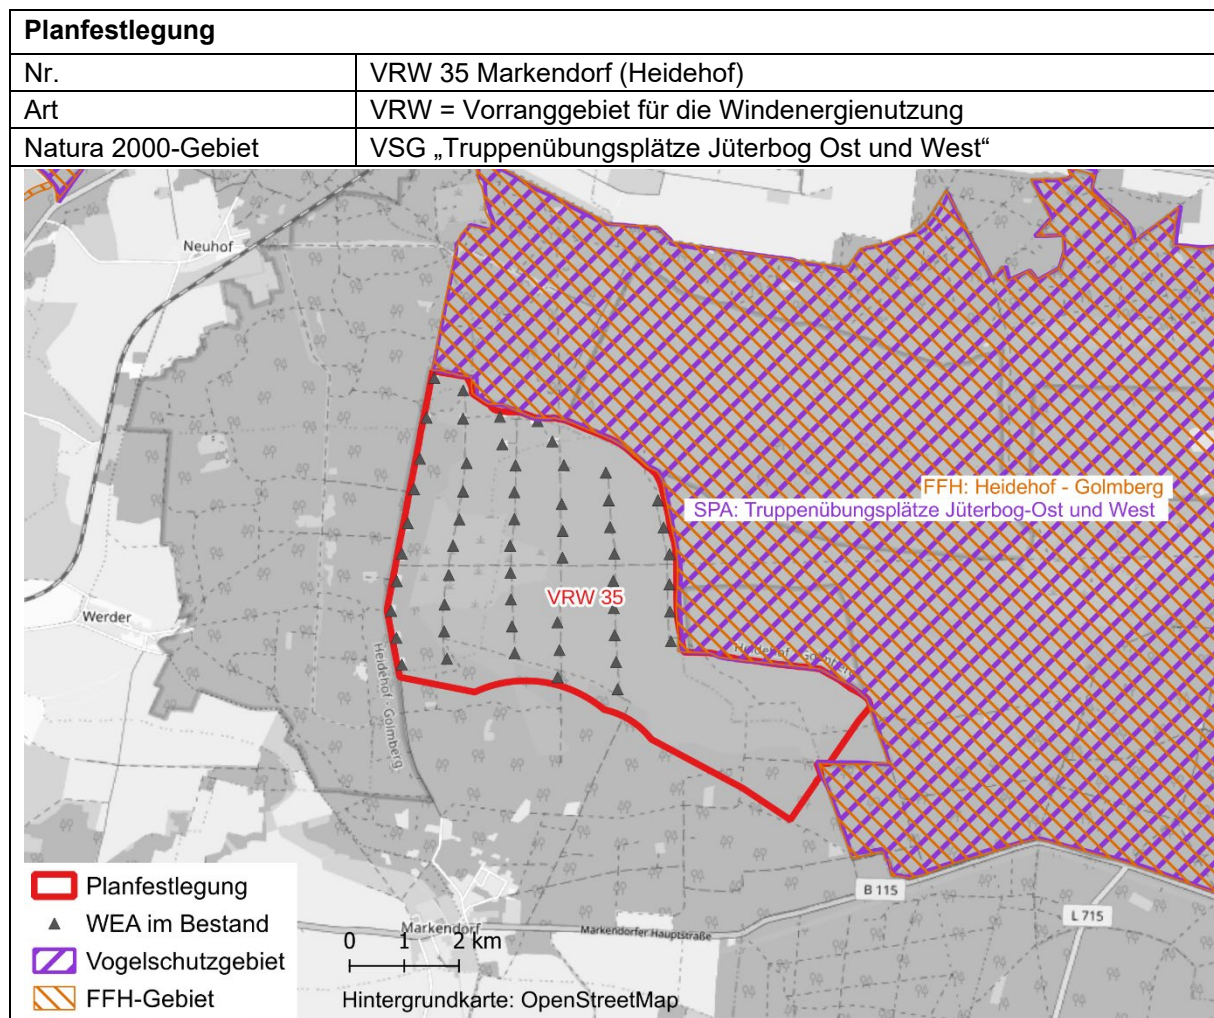 Planfestlegung
Nr. VRW 35 Markendorf (Heidehof)
Art VRW = Vorranggebiet für die Windenergienutzung
Natura 2000-Gebiet VSG „Truppenübungsplätze Jüterbog Ost und West“
Neuhof
FFH: Heidehof - Golmberg
SPA: Truppenübungsplätze Jüterbog-Ost und West
VRW 35
Werder
Heidehof - Golmberg
Heidehof - Golmberg
Planfestlegung
WEA im Bestand
Vogelschutzgebiet
FFH-Gebiet
B 115
L 715
Markendorf
Markendorfer Hauptstraße
0 1 2 km
Hintergrundkarte: OpenStreetMap